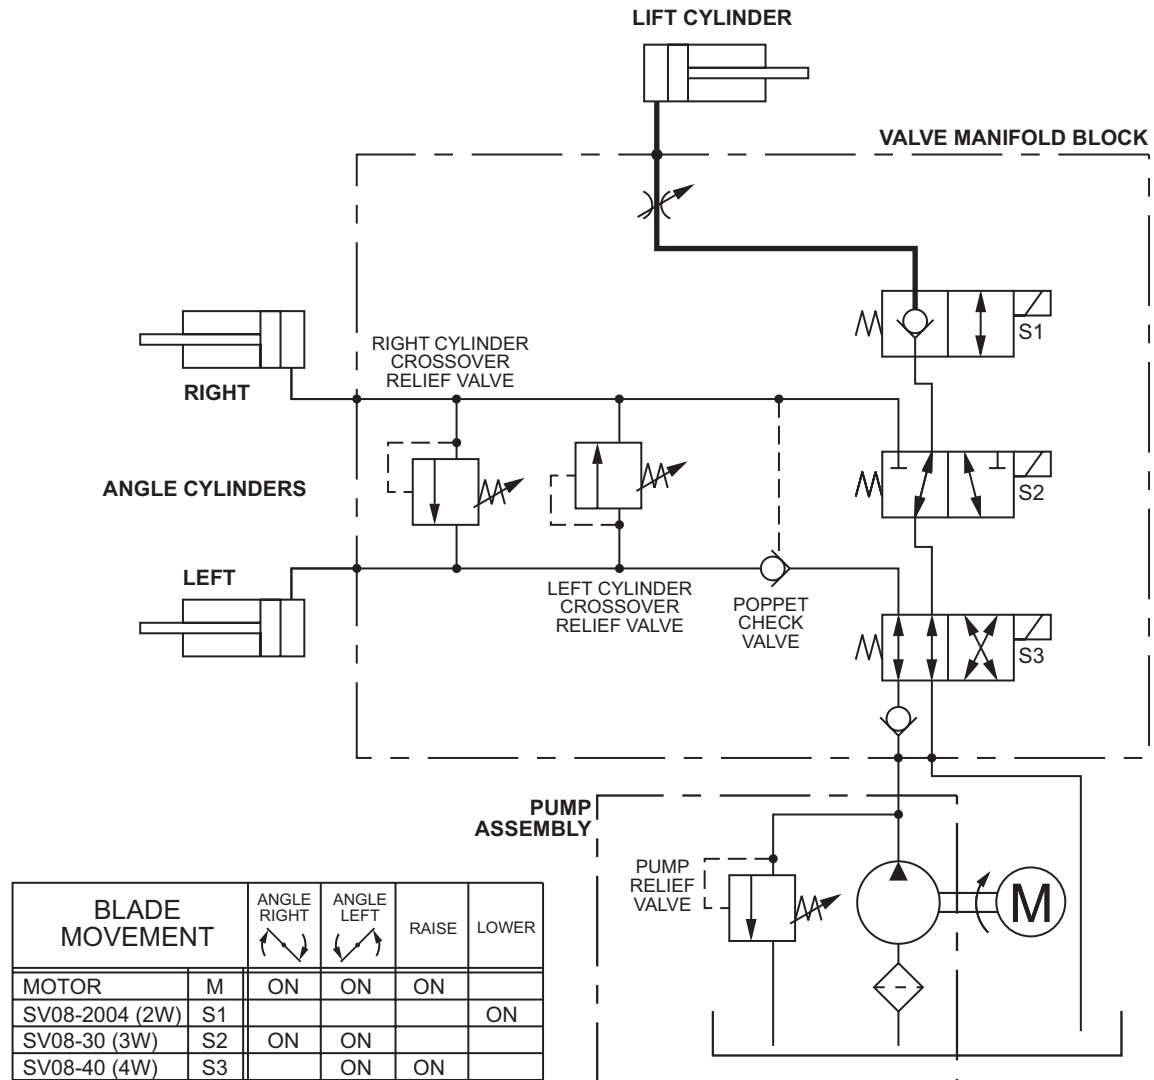 LIFT CYLINDER
VALVE MANIFOLD BLOCK
S1
RIGHT CYLINDER
CROSSOVER
RELIEF VALVE
RIGHT
S2
ANGLE CYLINDERS
LEFT
LEFT CYLINDER
CROSSOVER
RELIEF VALVE
POPPET
CHECK
VALVE
S3
PUMP
ASSEMBLY
PUMP
RELIEF
VALVE
M
BLADE
MOVEMENT
ANGLE
RIGHT
ANGLE
LEFT
RAISE
LOWER
MOTOR M ON ON ON
SV08-2004 (2W) S1 ON
SV08-30 (3W) S2 ON ON
SV08-40 (4W) S3 ON ON